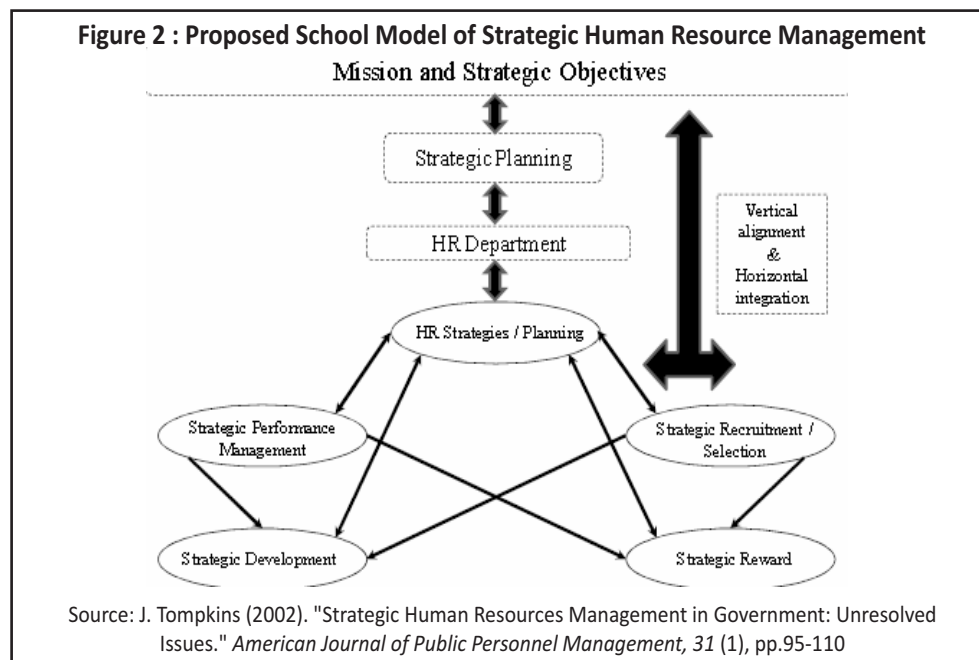 Figure 2 : Proposed School Model of Strategic Human Resource Management
Mission and Strategic Objectives
Strategic Planning
HR Department
Vertical
alignment
&
Horizontal
integration
HR Strategies / Planning
Strategic Performance
Management
Strategic Recruitment /
Selection
Strategic Development
Strategic Reward
Source: J. Tompkins (2002). "Strategic Human Resources Management in Government: Unresolved
Issues." American Journal of Public Personnel Management, 31 (1), pp.95-110